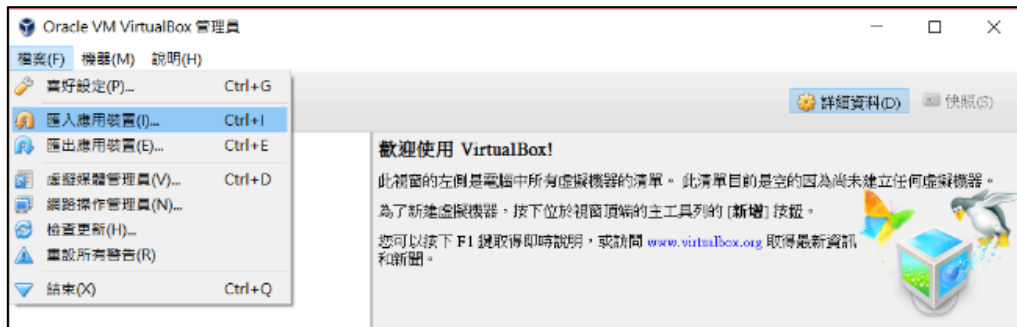 Oracle VM VirtualBox 管理員
檔案(F) 機器(M) 說明(H)
喜好設定(P)... Ctrl+G
匯入應用裝置(I)... Ctrl+I
匯出應用裝置(E)... Ctrl+E
虛擬媒體管理員(V)... Ctrl+D
網路操作管理員(N)...
檢查更新(H)...
重設所有警告(R)
結束(X) Ctrl+Q
詳細資料(D) 快照(S)
歡迎使用 VirtualBox!
此視窗的左側是電腦中所有虛擬機器的清單。 此清單目前是空的因為尚未建立任何虛擬機器。
為了新建虛擬機器，按下位於視窗頂端的主工具列的 [新增] 按鈕。
您可以按下 F1 鍵取得即時說明，或訪問 www.virtualbox.org 取得最新資訊
和新聞。